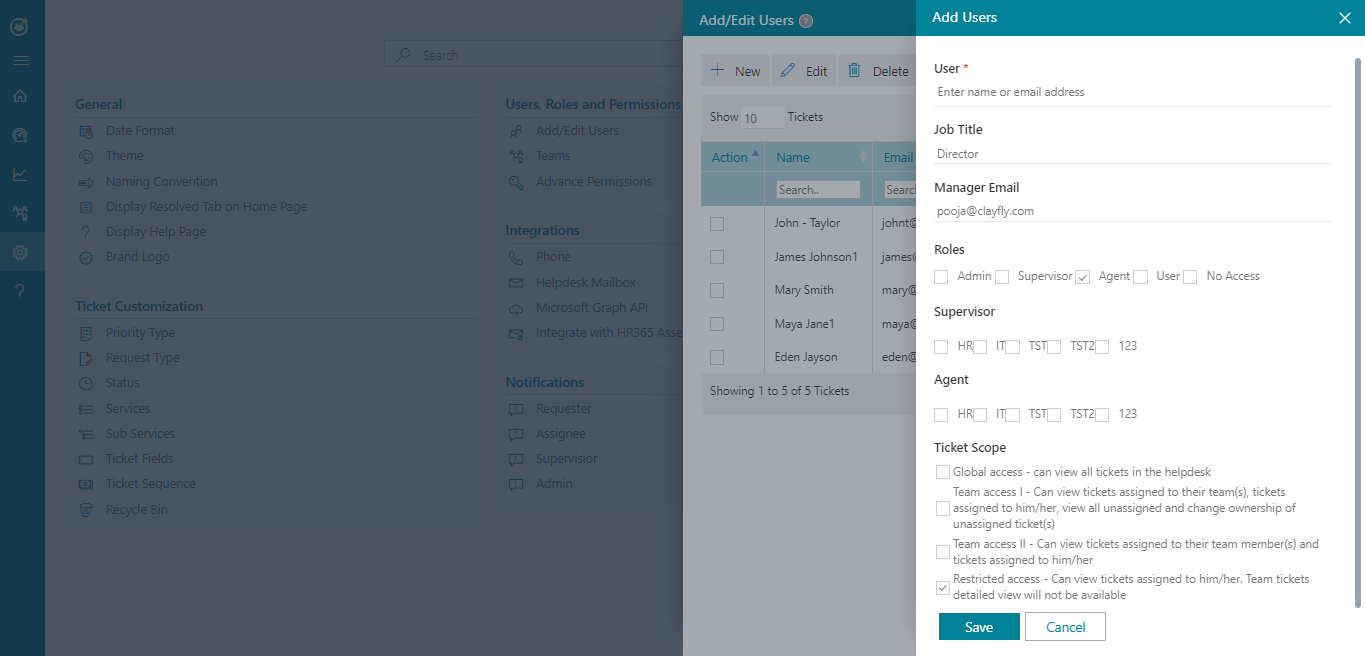 Search
General
Date Format
Theme
Naming Convention
Display Resolved Tab on Home Page
Display Help Page
Brand Logo
Ticket Customization
Priority Type
Request Type
Status
Services
Sub Services
Ticket Fields
Ticket Sequence
Recycle Bin
Users, Roles and Permissions
Add/Edit Users
Teams
Advance Permissions
Integrations
Phone
Helpdesk Mailbox
Microsoft Graph API
Integrate with HR365 Asse
Notifications
Requester
Assignee
Supervisior
Admin
Add/Edit Users ?
New Edit Delete
Show 10 Tickets
Action Name Email
Search.. Searc
John - Taylor johnt@
James Johnson1 james@
Mary Smith mary@
Maya Jane1 maya@
Eden Jayson eden@
Showing 1 to 5 of 5 Tickets
Add Users
User *
Enter name or email address
Job Title
Director
Manager Email
pooja@clayfly.com
Roles
Admin Supervisor Agent User No Access
Supervisor
HR IT TST TST2 123
Agent
HR IT TST TST2 123
Ticket Scope
Global access - can view all tickets in the helpdesk
Team access I - Can view tickets assigned to their team(s), tickets
assigned to him/her, view all unassigned and change ownership of
unassigned ticket(s)
Team access II - Can view tickets assigned to their team member(s) and
tickets assigned to him/her
Restricted access - Can view tickets assigned to him/her. Team tickets
detailed view will not be available
Save Cancel